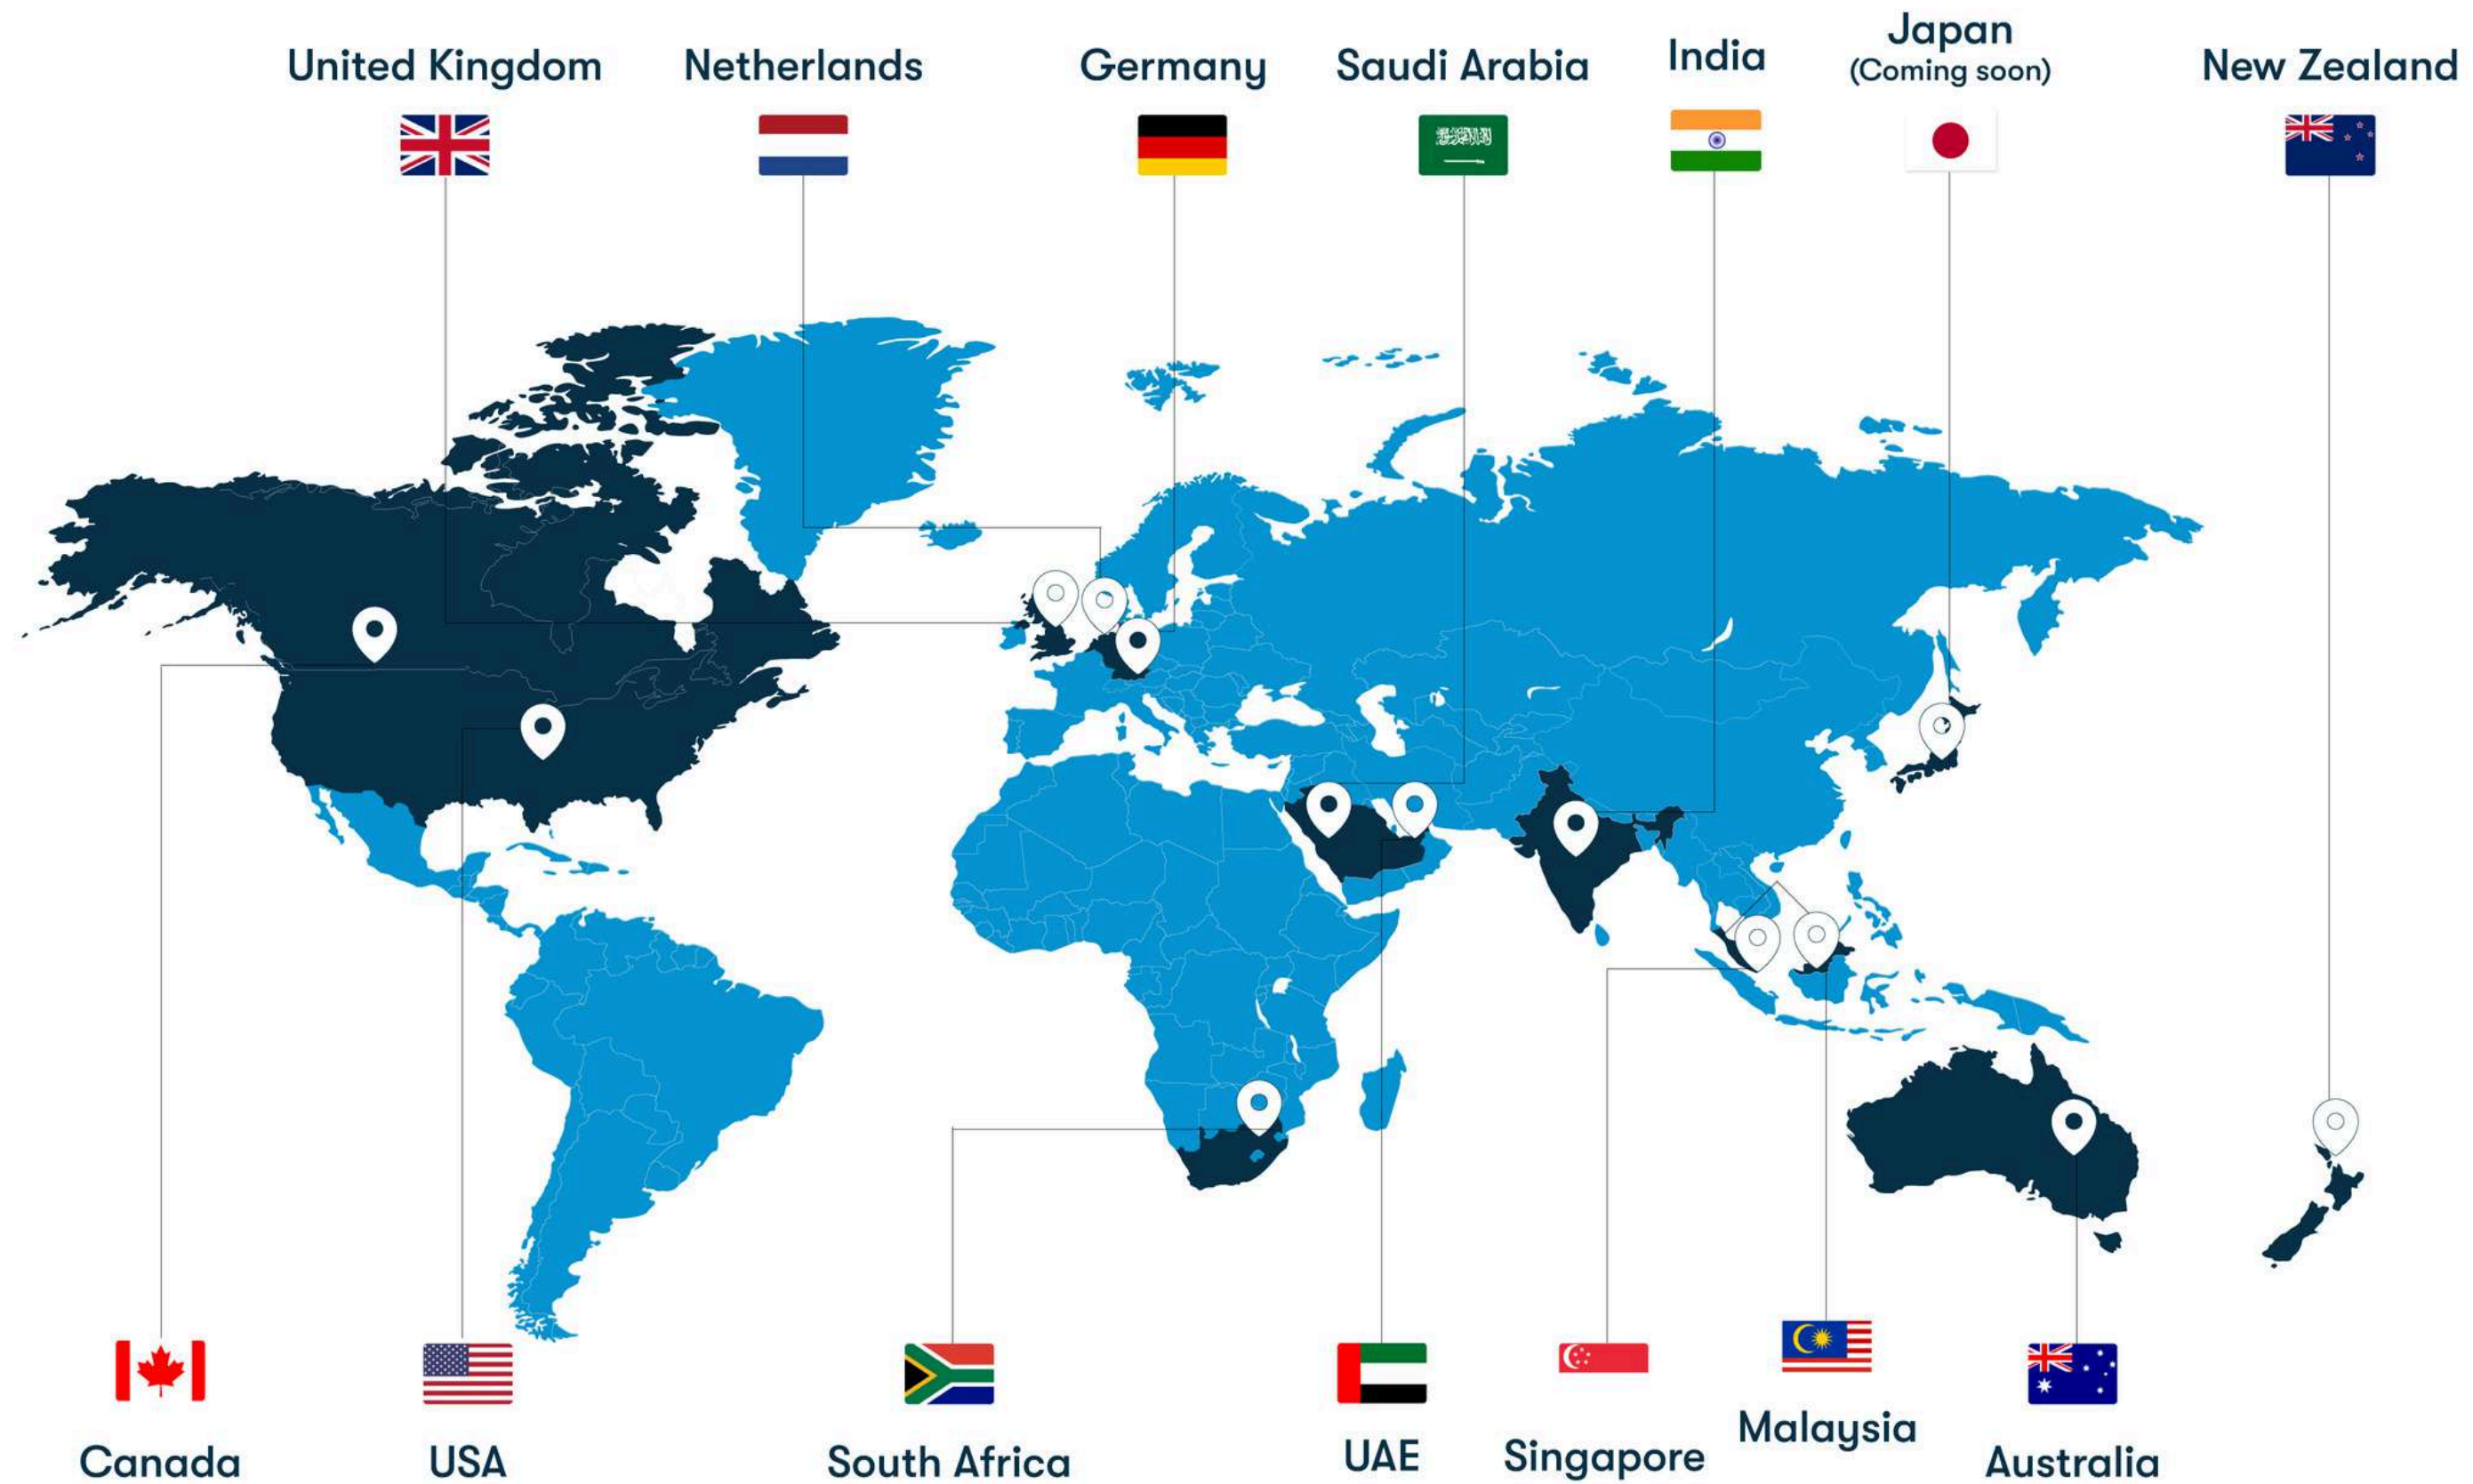 United Kingdom
Netherlands
Germany
Saudi Arabia
India
Japan
(Coming soon)
New Zealand
Canada
USA
South Africa
UAE
Singapore
Malaysia
Australia